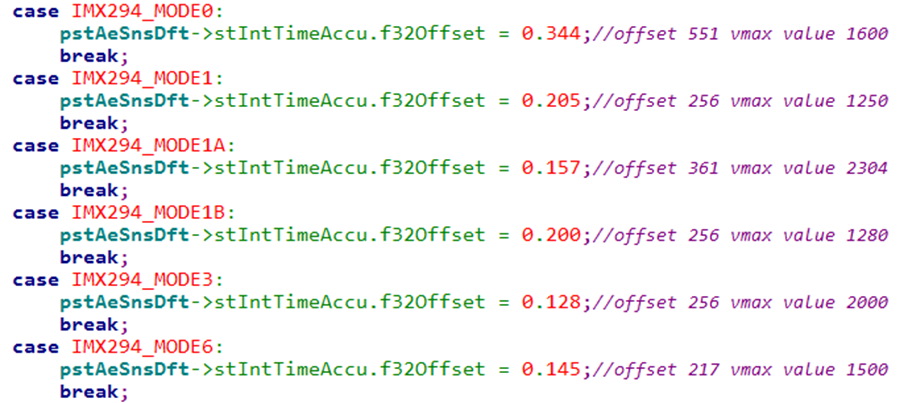 case IMX294_MODE0:
pstAeSnsDft->stIntTimeAccu.f32Offset = 0.344;//offset 551 vmax value 1600
break;
case IMX294_MODE1:
pstAeSnsDft->stIntTimeAccu.f32Offset = 0.205;//offset 256 vmax value 1250
break;
case IMX294_MODE1A:
pstAeSnsDft->stIntTimeAccu.f32Offset = 0.157;//offset 361 vmax value 2304
break;
case IMX294_MODE1B:
pstAeSnsDft->stIntTimeAccu.f32Offset = 0.200;//offset 256 vmax value 1280
break;
case IMX294_MODE3:
pstAeSnsDft->stIntTimeAccu.f32Offset = 0.128;//offset 256 vmax value 2000
break;
case IMX294_MODE6:
pstAeSnsDft->stIntTimeAccu.f32Offset = 0.145;//offset 217 vmax value 1500
break;